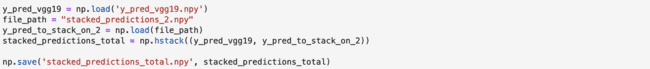 y_pred_vgg19 = np.load('y_pred_vgg19.npy')
file_path = "stacked_predictions_2.npy"
y_pred_to_stack_on_2 = np.load(file_path)
stacked_predictions_total = np.hstack((y_pred_vgg19, y_pred_to_stack_on_2))
np.save('stacked_predictions_total.npy', stacked_predictions_total)